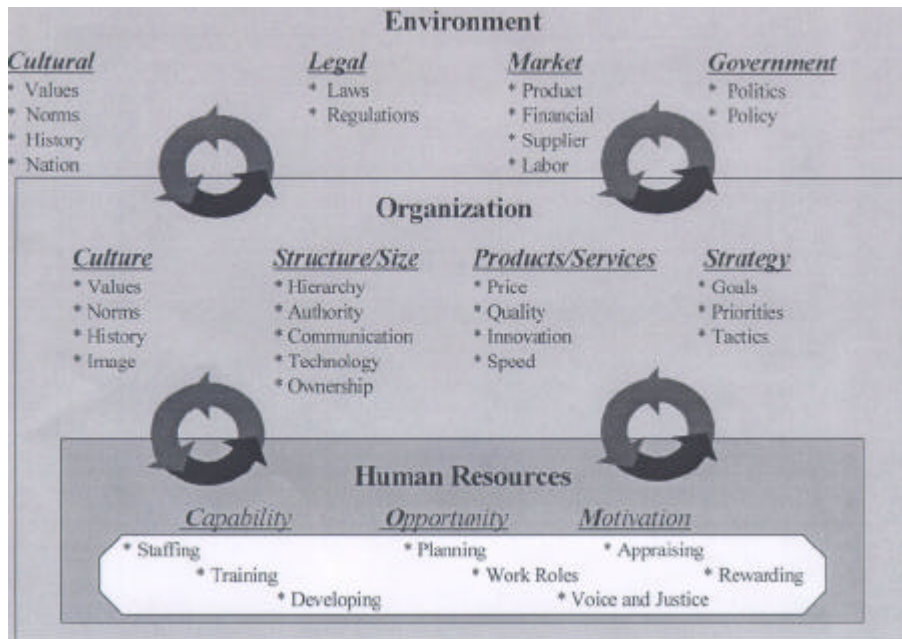 Environment
Cultural
* Values
* Norms
* History
* Nation
Legal
* Laws
* Regulations
Market
* Product
* Financial
* Supplier
* Labor
Government
* Politics
* Policy
Organization
Culture
* Values
* Norms
* History
* Image
Structure/Size
* Hierarchy
* Authority
* Communication
* Technology
* Ownership
Products/Services
* Price
* Quality
* Innovation
* Speed
Strategy
* Goals
* Priorities
* Tactics
Human Resources
Capability
Opportunity
Motivation
* Staffing
* Training
* Developing
* Planning
* Work Roles
* Appraising
* Rewarding
* Voice and Justice